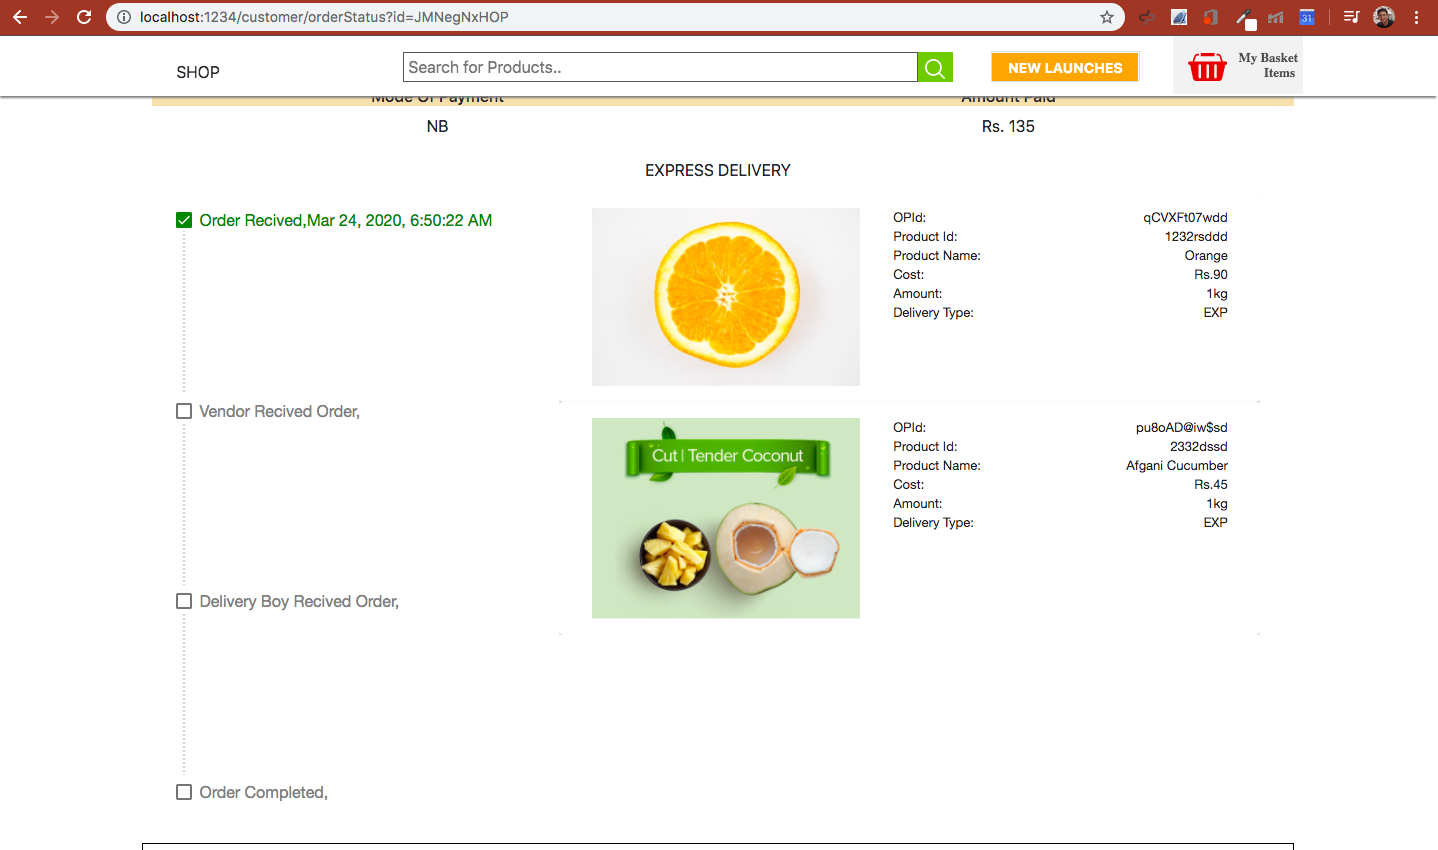 localhost:1234/customer/orderStatus?id=JMNegNxHOP
31
SHOP
Search for Products..
NEW LAUNCHES
My Basket
Items
Mode Of Payment
Amount Paid
NB
Rs. 135
EXPRESS DELIVERY
Order Recived,Mar 24, 2020, 6:50:22 AM
OPId:
qCVXFt07wdd
Product Id:
1232rsddd
Product Name:
Orange
Cost:
Rs.90
Amount:
1kg
Delivery Type:
EXP
Vendor Recived Order,
Cut | Tender Coconut
OPId:
pu8oAD@iw$sd
Product Id:
2332dssd
Product Name:
Afgani Cucumber
Cost:
Rs.45
Amount:
1kg
Delivery Type:
EXP
Delivery Boy Recived Order,
Order Completed,